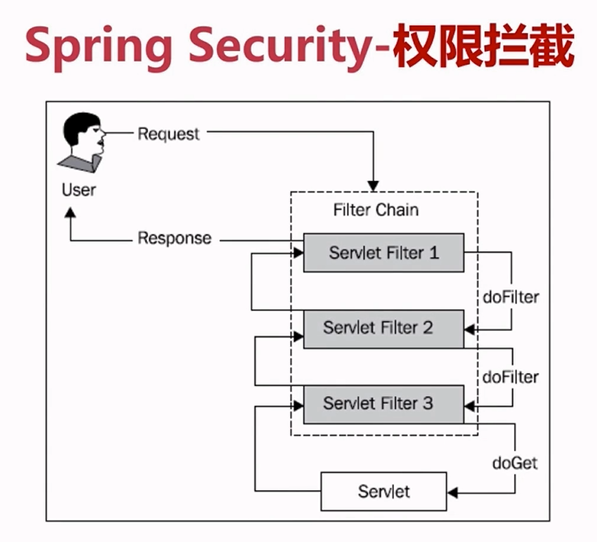 Spring Security-权限拦截
Request
User
Filter Chain
Response
Servlet Filter 1
doFilter
Servlet Filter 2
doFilter
Servlet Filter 3
doGet
Servlet